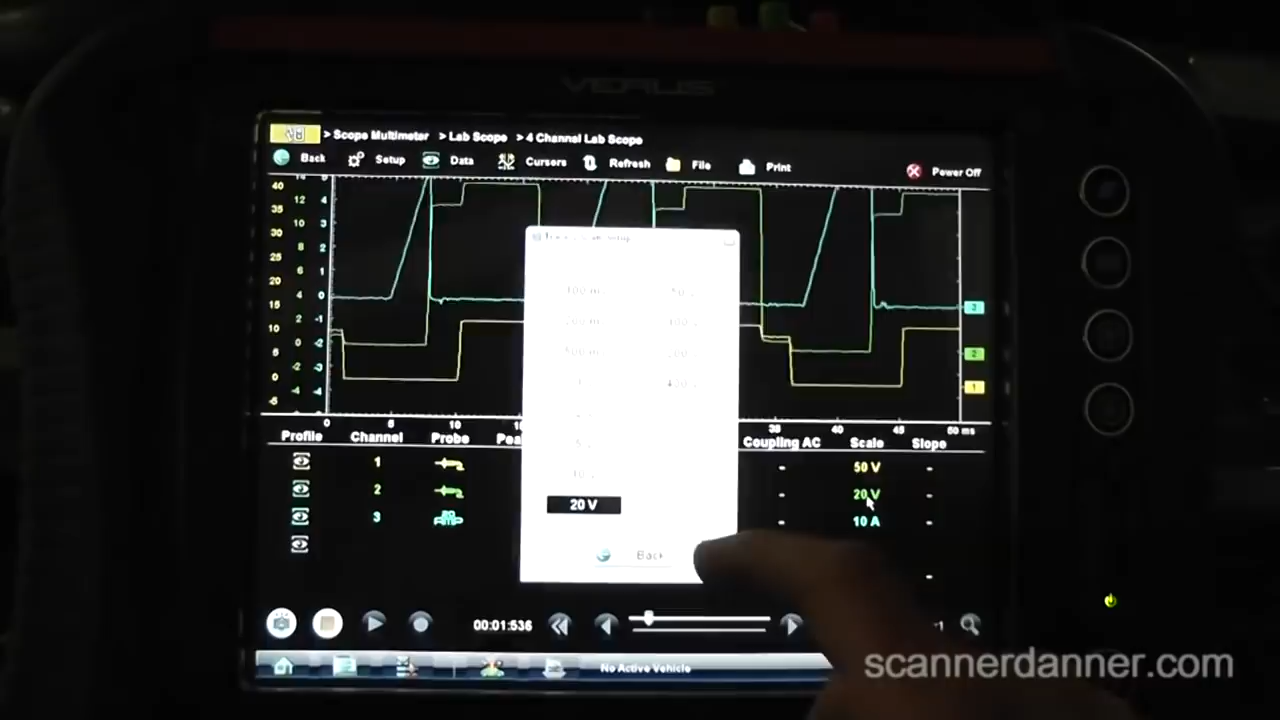 VERUS
> Scope Multimeter > Lab Scope > 4 Channel Lab Scope
Back Setup Data Cursors Refresh File Print Power Off
40
35 12 4
30 10 3
25 8 2
20 6 1
15 4 0
10 2 -1
5 0 -2
0 -2 -3
-5 -4 -4
3
2
1
0 5 10 35 40 45 50 ms
Profile Channel Probe Coupling AC Scale Slope
1 - 50 V -
2 - 20 V -
3 20 AMP 10 A -
-
20 V
Back
00:01:536
No Active Vehicle
scannerdanner.com